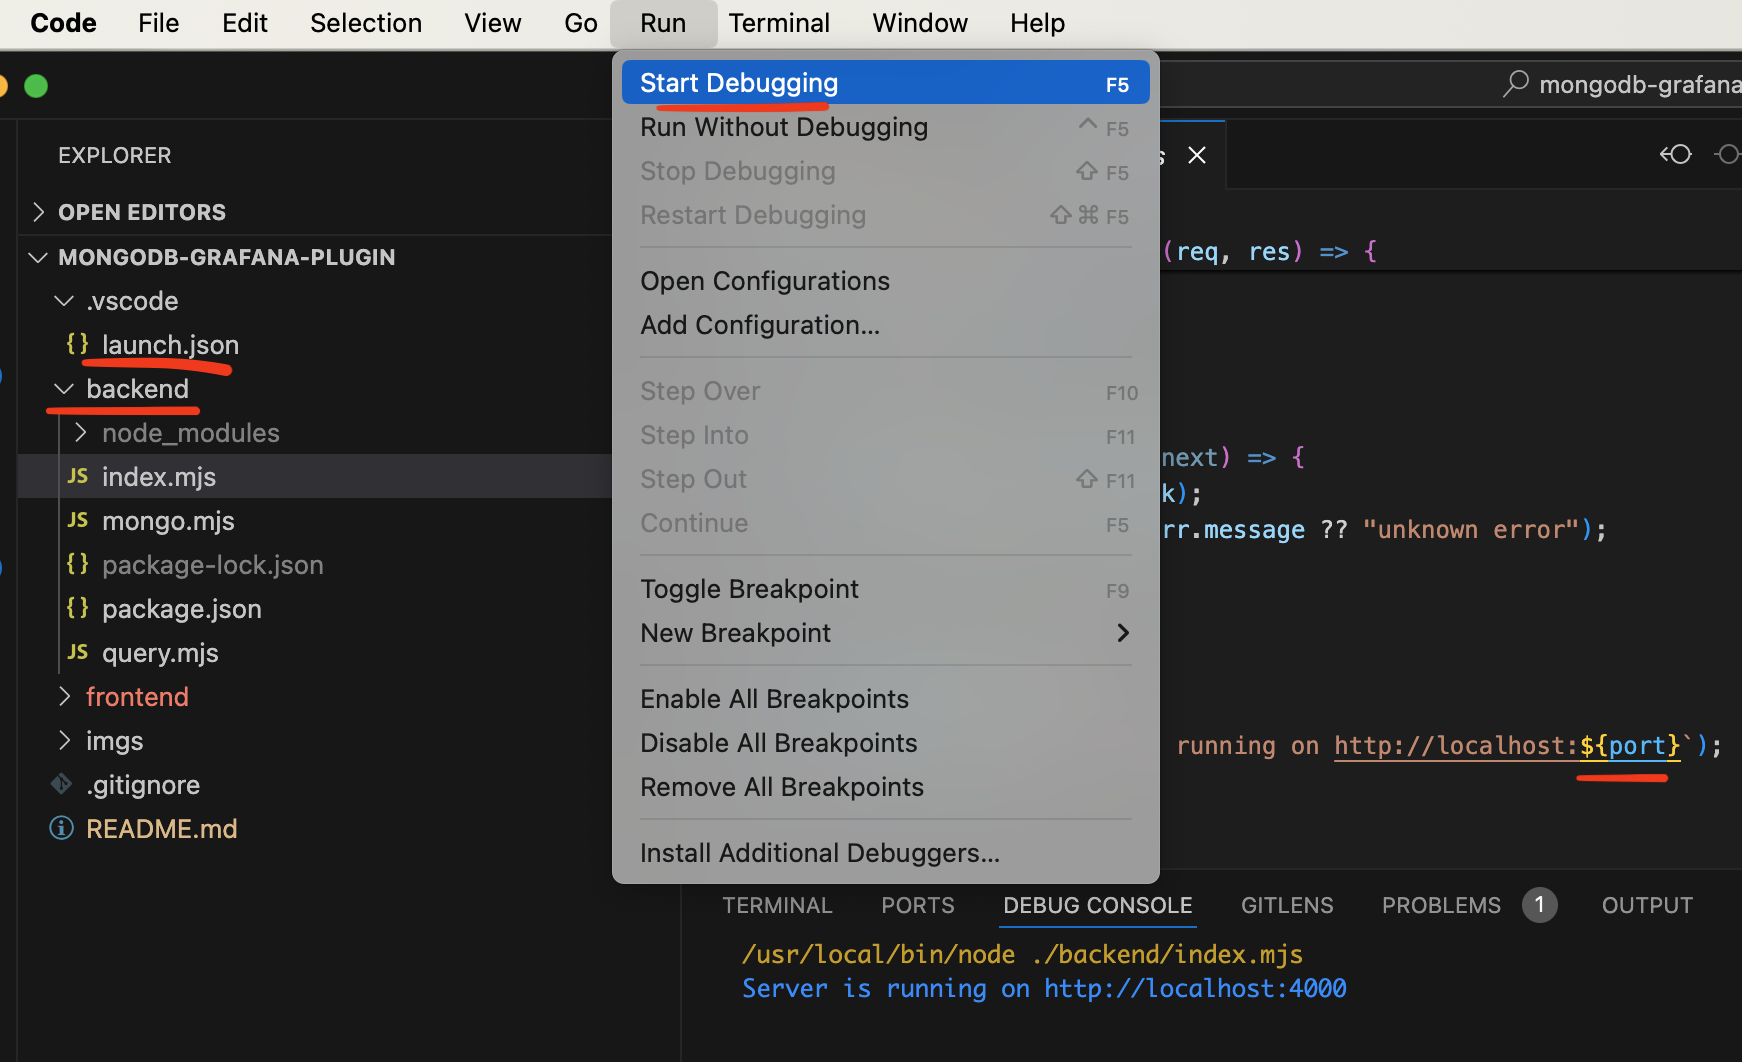 Code File Edit Selection View Go Run Terminal Window Help
mongodb-grafana
EXPLORER
OPEN EDITORS
MONGODB-GRAFANA-PLUGIN
.vscode
{} launch.json
backend
node_modules
JS index.mjs
JS mongo.mjs
{} package-lock.json
{} package.json
JS query.mjs
frontend
imgs
.gitignore
README.md
Start Debugging F5
Run Without Debugging ⌃ F5
Stop Debugging ⇧ F5
Restart Debugging ⇧ ⌘ F5
Open Configurations
Add Configuration...
Step Over F10
Step Into F11
Step Out ⇧ F11
Continue F5
Toggle Breakpoint F9
New Breakpoint
Enable All Breakpoints
Disable All Breakpoints
Remove All Breakpoints
Install Additional Debuggers...
s
(req, res) => {
next) => {
k);
rr.message ?? "unknown error");
running on http://localhost:${port}`);
TERMINAL PORTS DEBUG CONSOLE GITLENS PROBLEMS 1 OUTPUT
/usr/local/bin/node ./backend/index.mjs
Server is running on http://localhost:4000